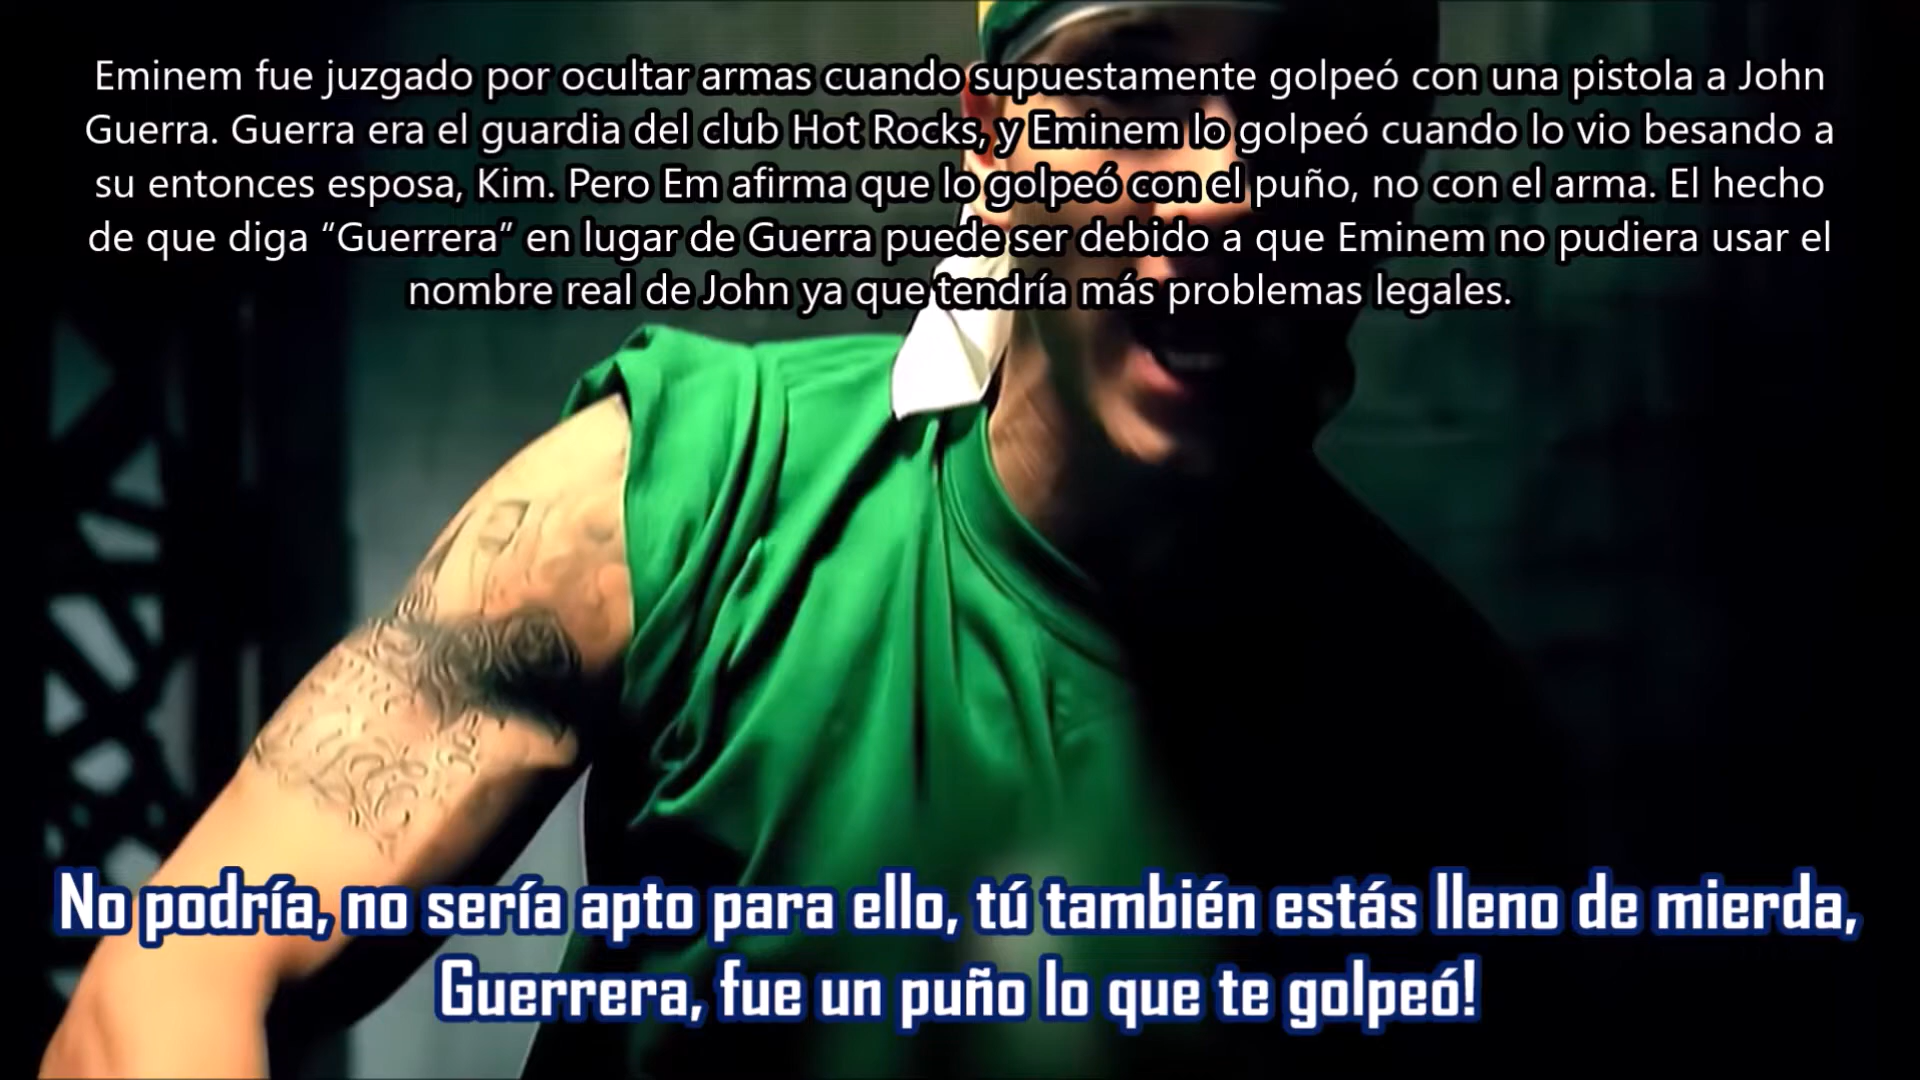 Eminem fue juzgado por ocultar armas cuando supuestamente golpeó con una pistola a John
Guerra. Guerra era el guardia del club Hot Rocks, y Eminem lo golpeó cuando lo vio besando a
su entonces esposa, Kim. Pero Em afirma que lo golpeó con el puño, no con el arma. El hecho
de que diga “Guerrera” en lugar de Guerra puede ser debido a que Eminem no pudiera usar el
nombre real de John ya que tendría más problemas legales.
No podría, no sería apto para ello, tú también estás lleno de mierda,
Guerrera, fue un puño lo que te golpeó!